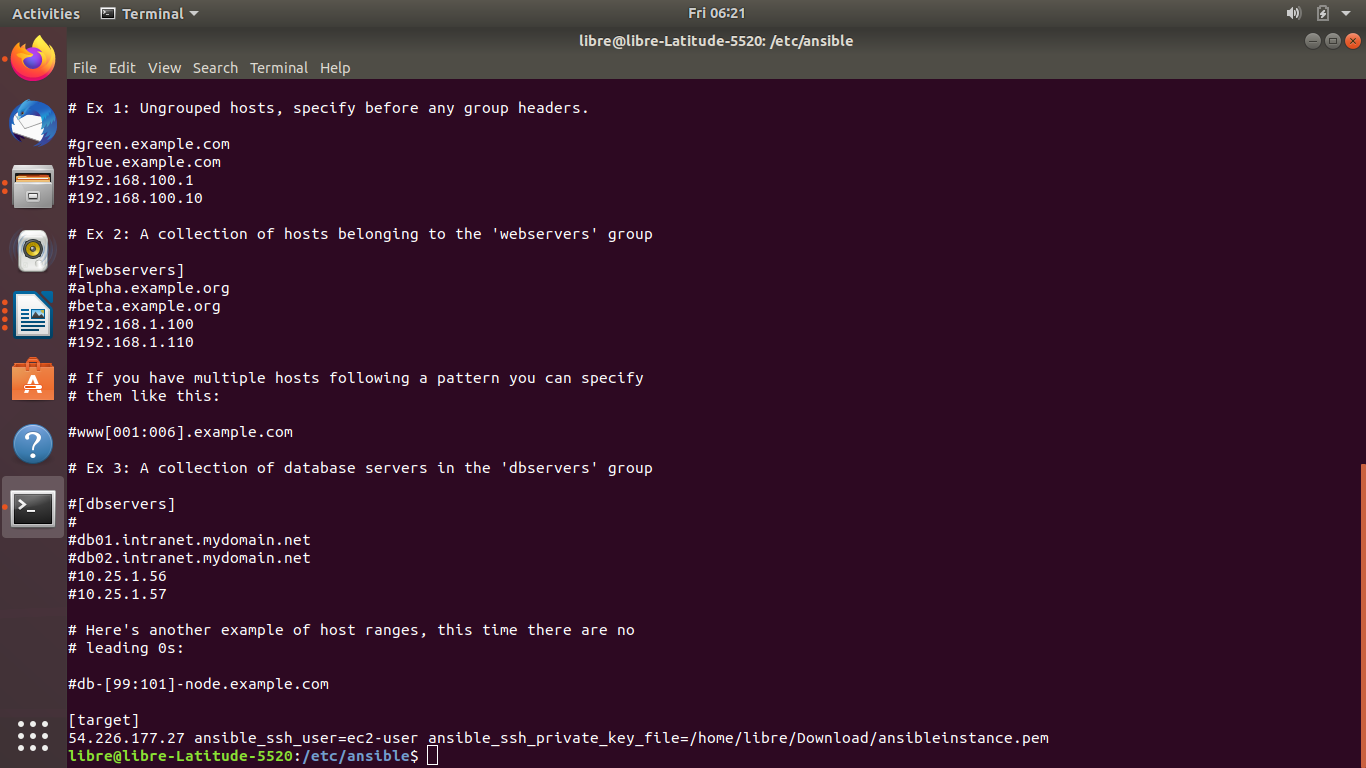 Activities
Terminal
Fri 06:21
libre@libre-Latitude-5520: /etc/ansible
File Edit View Search Terminal Help
# Ex 1: Ungrouped hosts, specify before any group headers.
#green.example.com
#blue.example.com
#192.168.100.1
#192.168.100.10
# Ex 2: A collection of hosts belonging to the 'webservers' group
#[webservers]
#alpha.example.org
#beta.example.org
#192.168.1.100
#192.168.1.110
# If you have multiple hosts following a pattern you can specify
# them like this:
#www[001:006].example.com
# Ex 3: A collection of database servers in the 'dbservers' group
#[dbservers]
#
#db01.intranet.mydomain.net
#db02.intranet.mydomain.net
#10.25.1.56
#10.25.1.57
# Here's another example of host ranges, this time there are no
# leading 0s:
#db-[99:101]-node.example.com
[target]
54.226.177.27 ansible_ssh_user=ec2-user ansible_ssh_private_key_file=/home/libre/Download/ansibleinstance.pem
libre@libre-Latitude-5520:/etc/ansible$